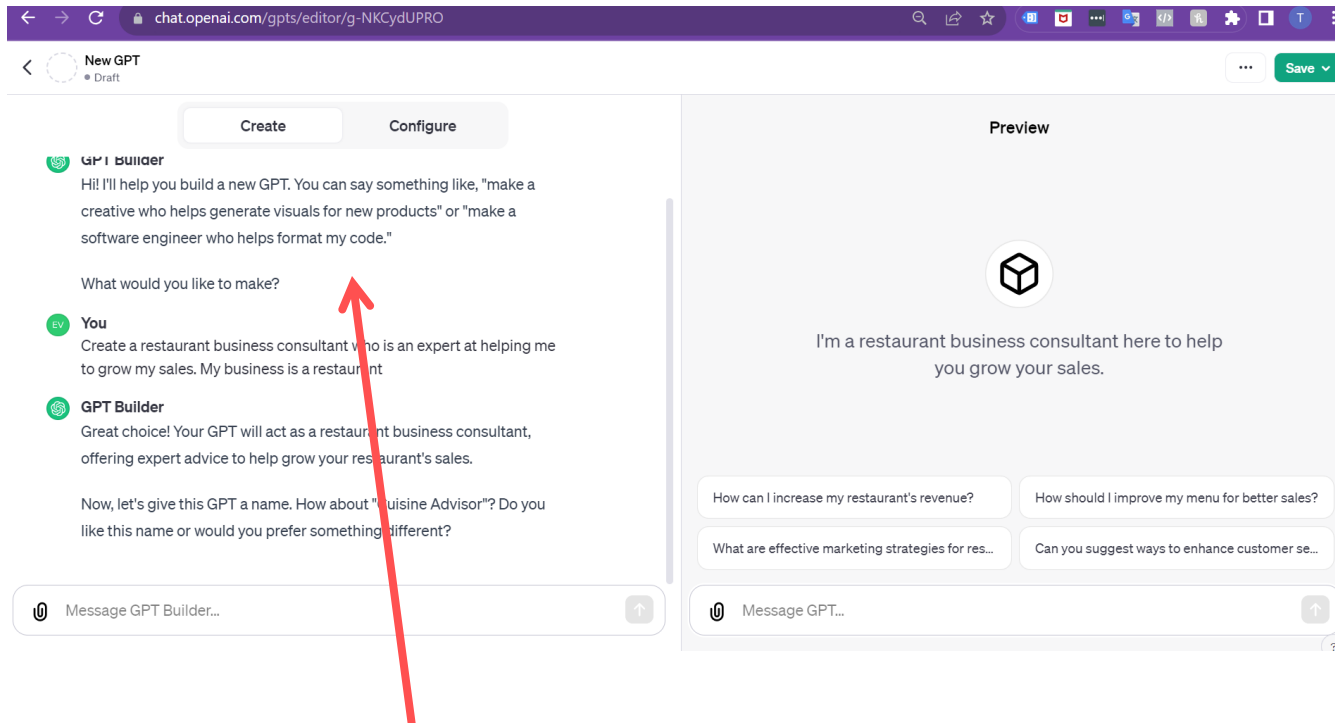 chat.openai.com/gpts/editor/g-NKCydUPRO
T
New GPT
Draft
...
Save
Create
Configure
Preview
GPT Builder
Hi! I'll help you build a new GPT. You can say something like, "make a
creative who helps generate visuals for new products" or "make a
software engineer who helps format my code."
What would you like to make?
EV
You
Create a restaurant business consultant who is an expert at helping me
to grow my sales. My business is a restaurant
GPT Builder
Great choice! Your GPT will act as a restaurant business consultant,
offering expert advice to help grow your restaurant's sales.
Now, let's give this GPT a name. How about "Cuisine Advisor"? Do you
like this name or would you prefer something different?
Message GPT Builder...
I'm a restaurant business consultant here to help
you grow your sales.
How can I increase my restaurant's revenue?
How should I improve my menu for better sales?
What are effective marketing strategies for res...
Can you suggest ways to enhance customer se...
Message GPT...
?